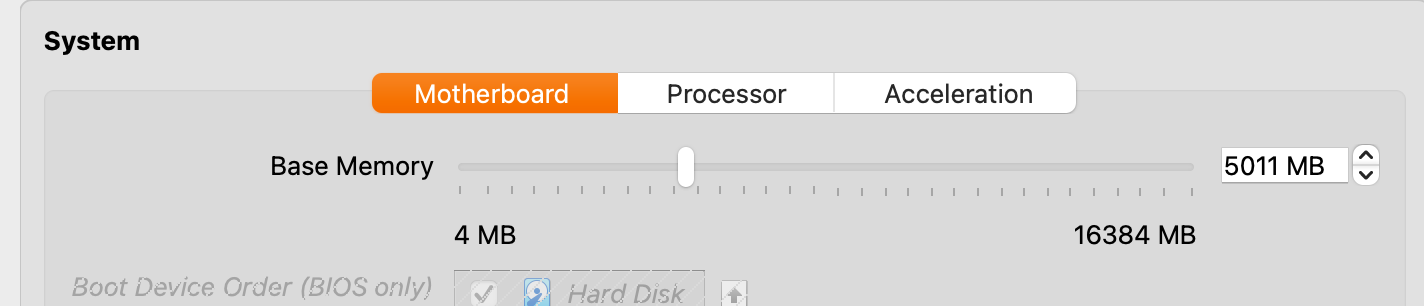 System
Motherboard Processor Acceleration
Base Memory 5011 MB
4 MB 16384 MB
Boot Device Order (BIOS only) Hard Disk